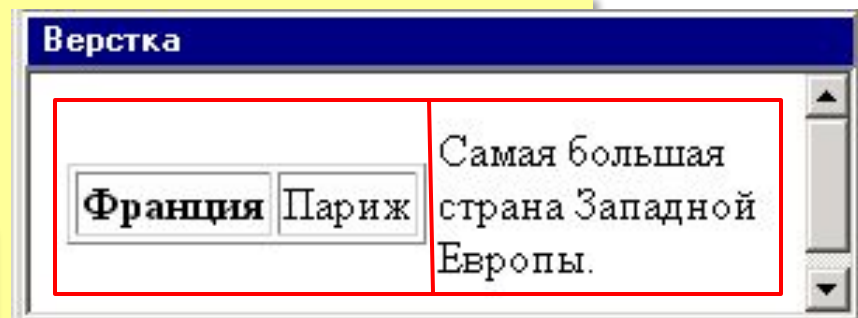 Верстка
Франция Париж
Самая большая
страна Западной
Европы.